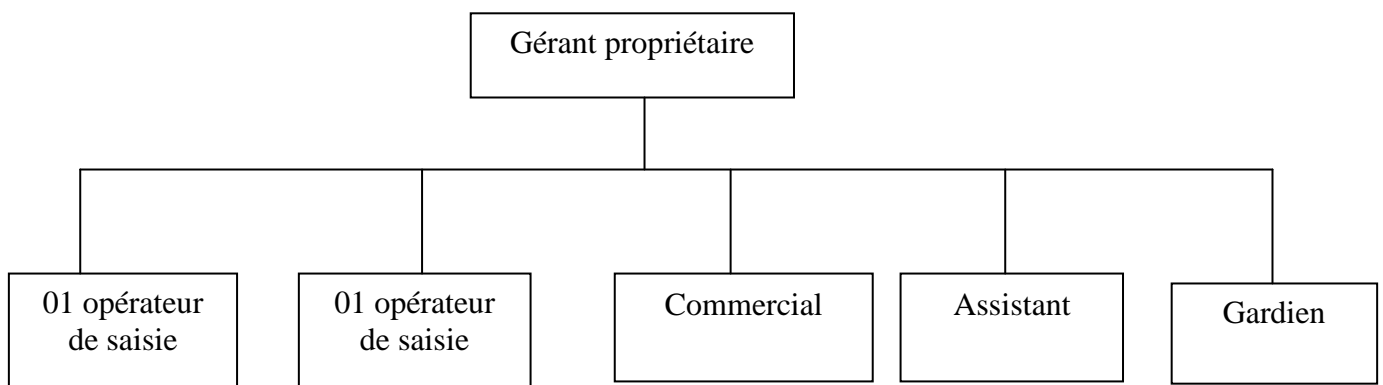 Gérant propriétaire
01 opérateur
de saisie
01 opérateur
de saisie
Commercial
Assistant
Gardien